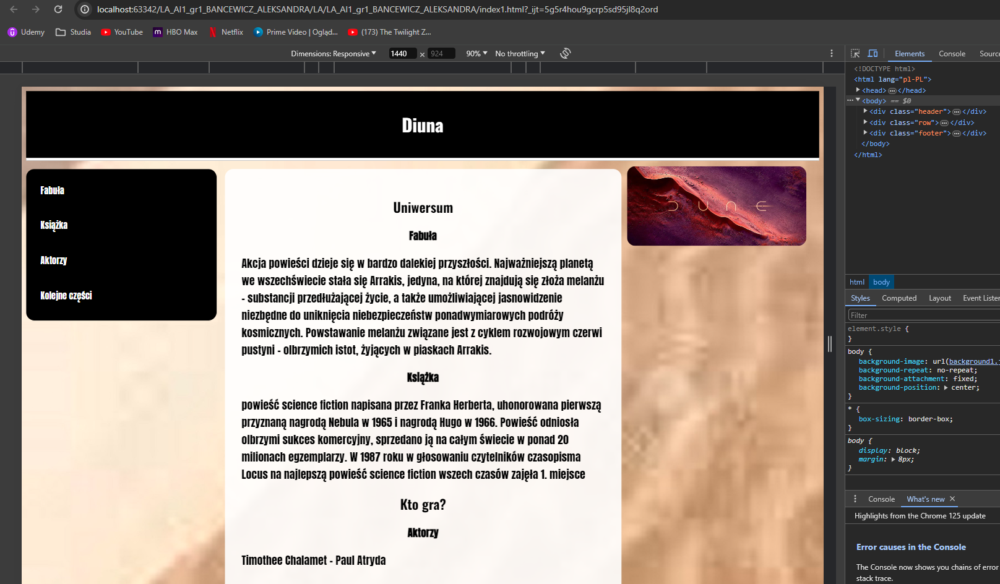 localhost:63342/LA_AI1_gr1_BANCEWICZ_ALEKSANDRA/LA/LA_AI1_gr1_BANCEWICZ_ALEKSANDRA/index1.html?_ijt=5g5r4hou9gcrp5sd95jl8q2ord
Udemy Studia YouTube HBO Max Netflix Prime Video | Ogląd... (173) The Twilight Z...
Dimensions: Responsive 1440 × 924 90% No throttling
Diuna
Fabuła
Książka
Aktorzy
Kolejne części
Uniwersum
Fabuła
Akcja powieści dzieje się w bardzo dalekiej przyszłości. Najważniejszą planetą
we wszechświecie stała się Arrakis, jedyna, na której znajdują się złoża melanżu
- substancji przedłużającej życie, a także umożliwiającej jasnowidzenie
niezbędne do uniknięcia niebezpieczeństw ponadwymiarowych podróży
kosmicznych. Powstawanie melanżu związane jest z cyklem rozwojowym czerwi
pustyni - olbrzymich istot, żyjących w piaskach Arrakis.
Książka
powieść science fiction napisana przez Franka Herberta, uhonorowana pierwszą
przyznaną nagrodą Nebula w 1965 i nagrodą Hugo w 1966. Powieść odniosła
olbrzymi sukces komercyjny, sprzedano ją na całym świecie w ponad 20
milionach egzemplarzy. W 1987 roku w głosowaniu czytelników czasopisma
Locus na najlepszą powieść science fiction wszech czasów zajęła 1. miejsce
Kto gra?
Aktorzy
Timothee Chalamet - Paul Atryda
DUNE
Elements Console Sourc
<!DOCTYPE html>
<html lang="pl-PL">
<head>…</head>
<body> == $0
<div class="header">…</div>
<div class="row">…</div>
<div class="footer">…</div>
</body>
</html>
html body
Styles Computed Layout Event Lister
Filter
element.style {
}
body {
background-image: url(background1.
background-repeat: no-repeat;
background-attachment: fixed;
background-position: center;
}
* {
box-sizing: border-box;
}
body {
display: block;
margin: 8px;
}
Console What's new
Highlights from the Chrome 125 update
Error causes in the Console
The Console now shows you chains of error
stack trace.